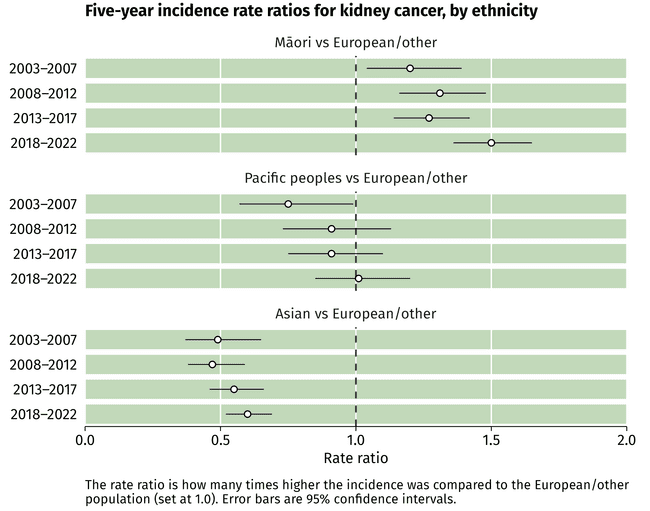 Five-year incidence rate ratios for kidney cancer, by ethnicity
Māori vs European/other
2003–2007
2008–2012
2013–2017
2018–2022
Pacific peoples vs European/other
2003–2007
2008–2012
2013–2017
2018–2022
Asian vs European/other
2003–2007
2008–2012
2013–2017
2018–2022
0.0 0.5 1.0 1.5 2.0
Rate ratio
The rate ratio is how many times higher the incidence was compared to the European/other
population (set at 1.0). Error bars are 95% confidence intervals.